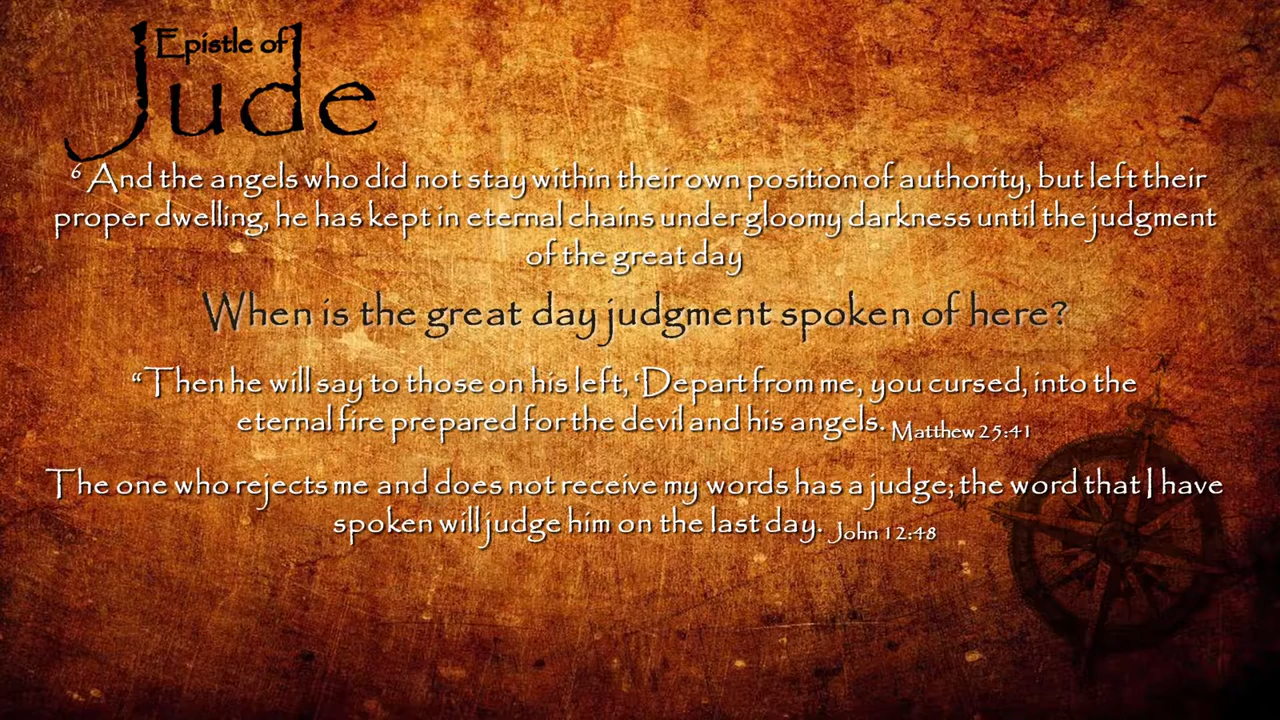 Epistle of
Jude
6 And the angels who did not stay within their own position of authority, but left their
proper dwelling, he has kept in eternal chains under gloomy darkness until the judgment
of the great day
When is the great day judgment spoken of here?
“Then he will say to those on his left, ‘Depart from me, you cursed, into the
eternal fire prepared for the devil and his angels. Matthew 25:41
The one who rejects me and does not receive my words has a judge; the word that I have
spoken will judge him on the last day. John 12:48